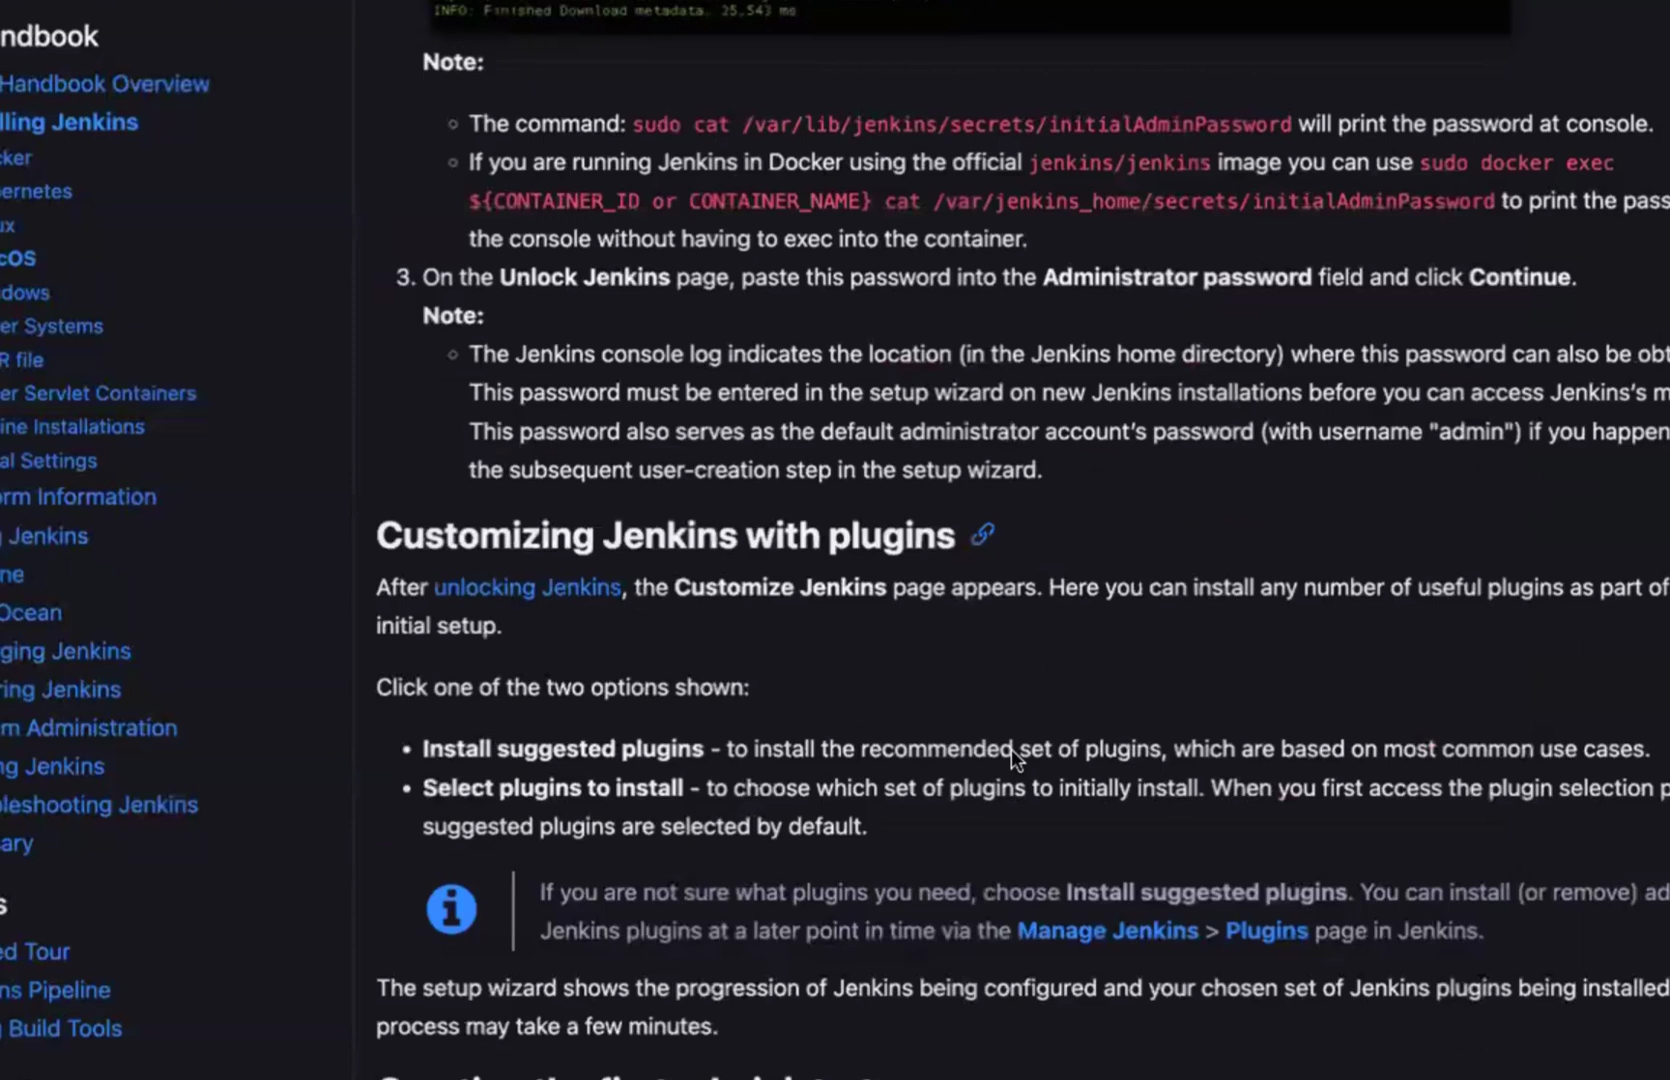 INFO: Finished Download metadata. 25,543 ms
ndbook
Handbook Overview
lling Jenkins
cker
ernetes
ux
cOS
dows
er Systems
R file
er Servlet Containers
ine Installations
al Settings
orm Information
g Jenkins
ne
Ocean
ging Jenkins
ring Jenkins
m Administration
ng Jenkins
leshooting Jenkins
ary
s
ed Tour
ns Pipeline
g Build Tools
Note:
The command: sudo cat /var/lib/jenkins/secrets/initialAdminPassword will print the password at console.
If you are running Jenkins in Docker using the official jenkins/jenkins image you can use sudo docker exec
${CONTAINER_ID or CONTAINER_NAME} cat /var/jenkins_home/secrets/initialAdminPassword to print the pass
the console without having to exec into the container.
3. On the Unlock Jenkins page, paste this password into the Administrator password field and click Continue.
Note:
The Jenkins console log indicates the location (in the Jenkins home directory) where this password can also be obt
This password must be entered in the setup wizard on new Jenkins installations before you can access Jenkins's m
This password also serves as the default administrator account's password (with username "admin") if you happen
the subsequent user-creation step in the setup wizard.
Customizing Jenkins with plugins
After unlocking Jenkins, the Customize Jenkins page appears. Here you can install any number of useful plugins as part of
initial setup.
Click one of the two options shown:
• Install suggested plugins - to install the recommended set of plugins, which are based on most common use cases.
• Select plugins to install - to choose which set of plugins to initially install. When you first access the plugin selection p
suggested plugins are selected by default.
If you are not sure what plugins you need, choose Install suggested plugins. You can install (or remove) ad
Jenkins plugins at a later point in time via the Manage Jenkins > Plugins page in Jenkins.
The setup wizard shows the progression of Jenkins being configured and your chosen set of Jenkins plugins being installed
process may take a few minutes.